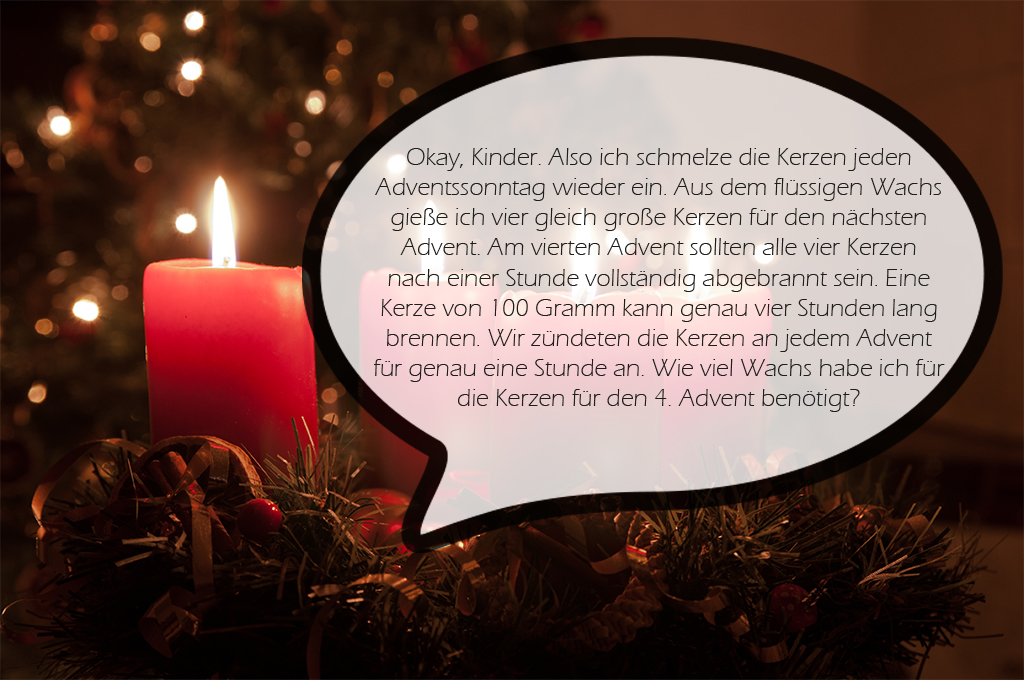 Okay, Kinder. Also ich schmelze die Kerzen jeden
Adventssonntag wieder ein. Aus dem flüssigen Wachs
gieße ich vier gleich große Kerzen für den nächsten
Advent. Am vierten Advent sollten alle vier Kerzen
nach einer Stunde vollständig abgebrannt sein. Eine
Kerze von 100 Gramm kann genau vier Stunden lang
brennen. Wir zündeten die Kerzen an jedem Advent
für genau eine Stunde an. Wie viel Wachs habe ich für
die Kerzen für den 4. Advent benötigt?